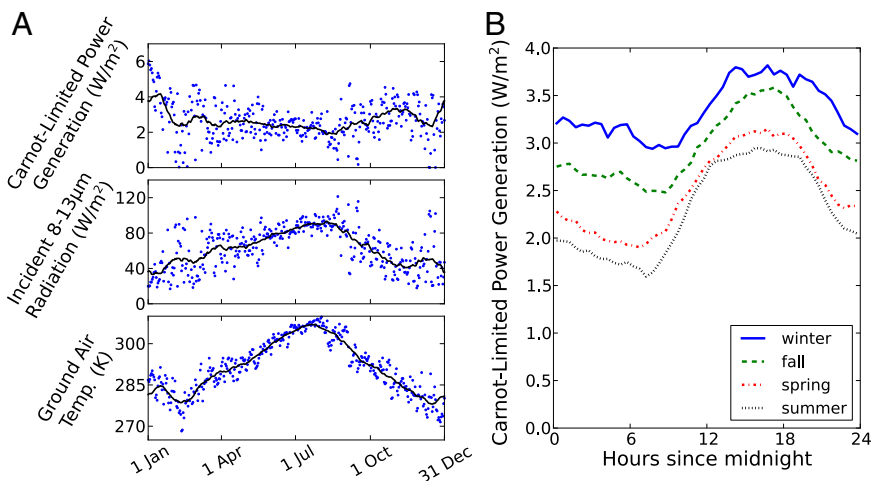 A
Carnot-Limited Power
Generation (W/m²)
6
4
2
0
Incident 8-13μm
Radiation (W/m²)
120
80
40
0
Ground Air
Temp. (K)
300
285
270
1 Jan
1 Apr
1 Jul
1 Oct
31 Dec
B
Carnot-Limited Power Generation (W/m²)
4.0
3.5
3.0
2.5
2.0
1.5
1.0
0.5
0.0
0
6
12
18
24
Hours since midnight
winter
fall
spring
summer